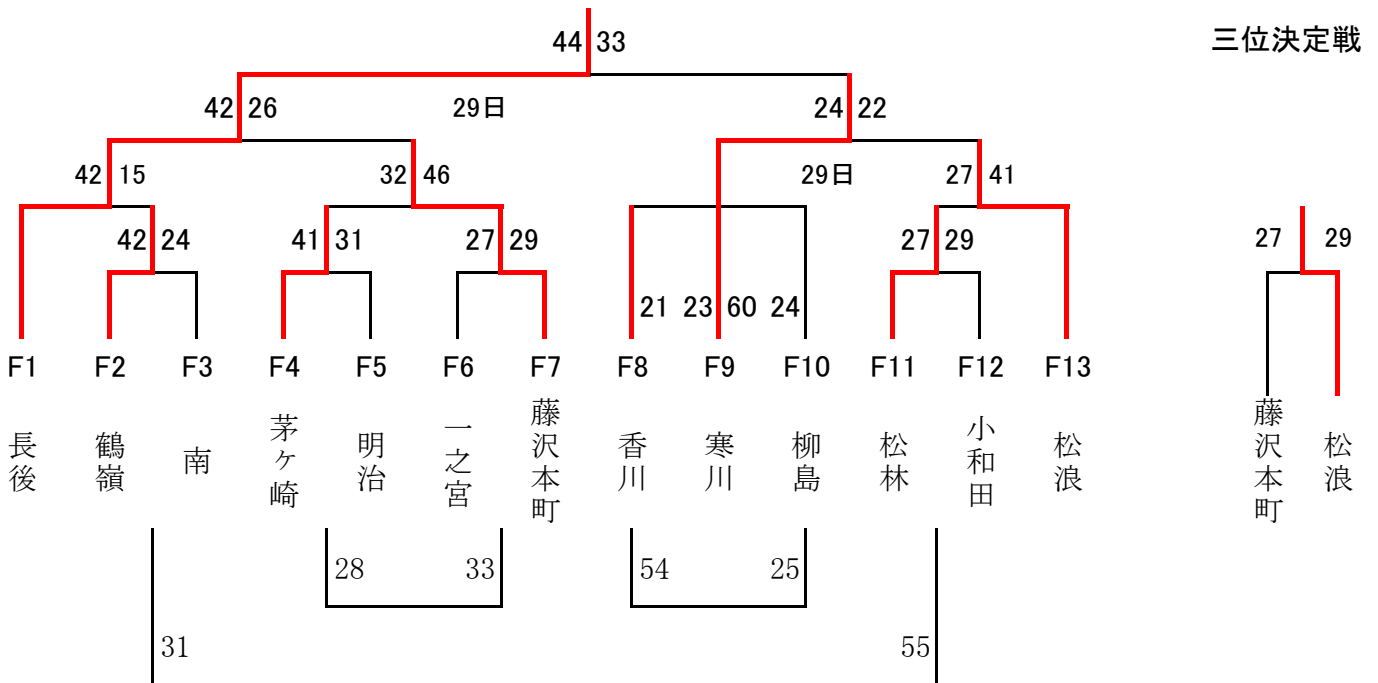 44 33
三位決定戦
42 26 29日 24 22
42 15 32 46 29日 27 41
42 24 41 31 27 29 27 29 27 29
21 23 60 24
F1 F2 F3 F4 F5 F6 F7 F8 F9 F10 F11 F12 F13
長後
鶴嶺
南
茅ケ崎
明治
一之宮
藤沢本町
香川
寒川
柳島
松林
小和田
松浪
藤沢本町
松浪
28 33 54 25
31 55